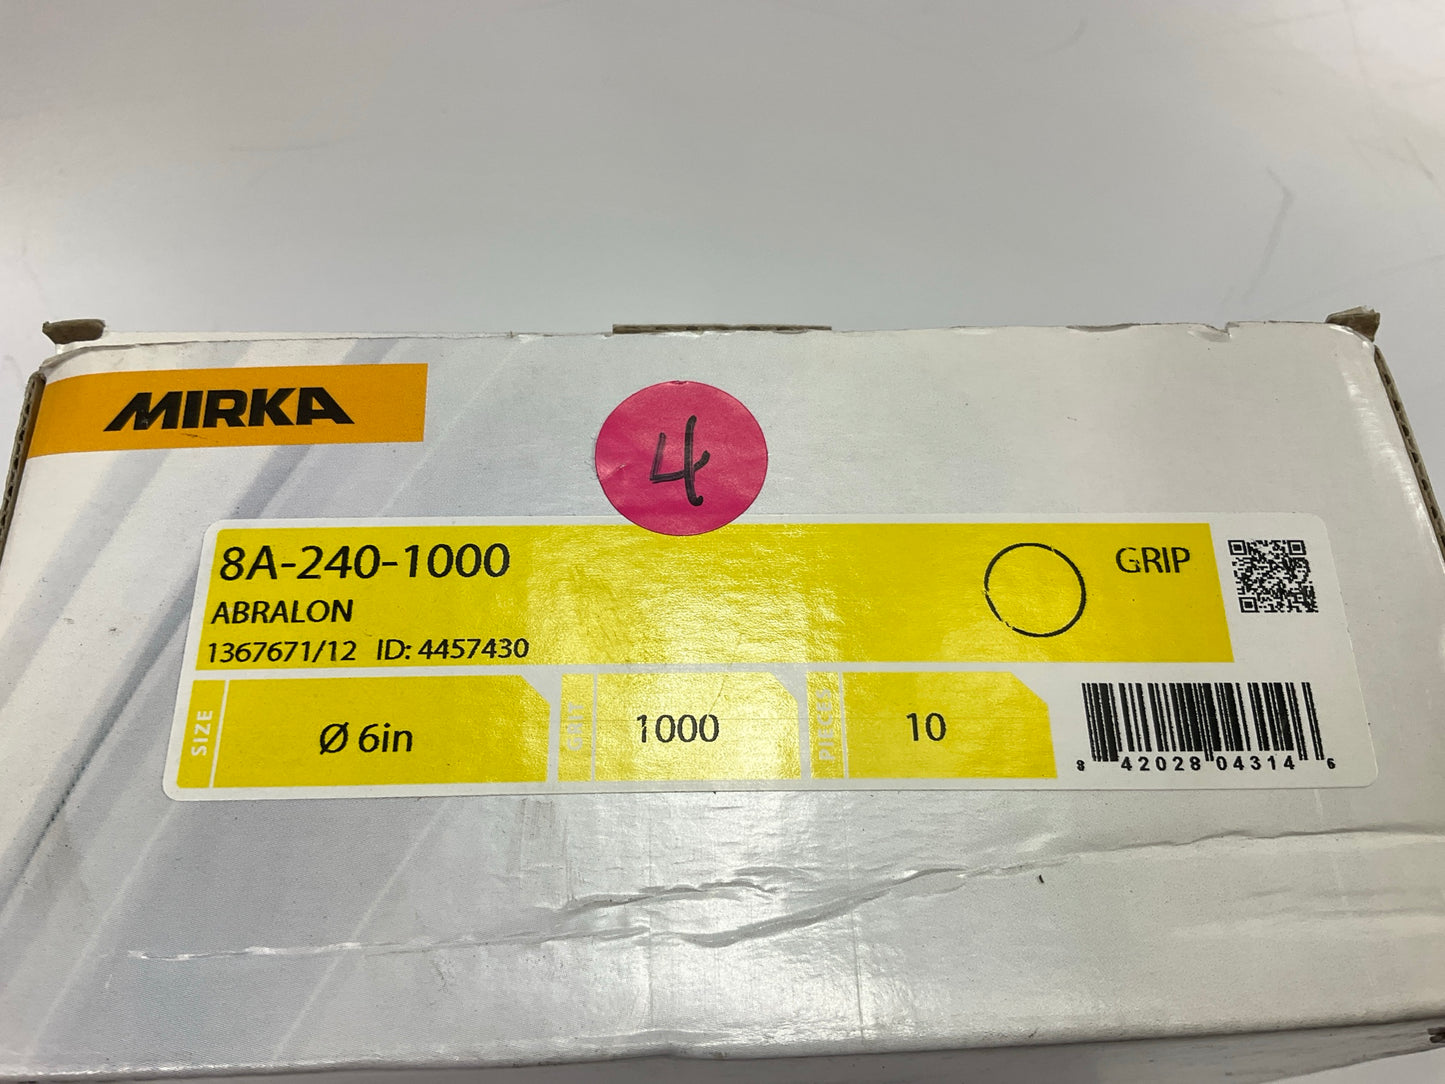 MIRKA
4
8A-240-1000
GRIP
ABRALON
1367671/12 ID: 4457430
SIZE
Ø 6in
GRIT
1000
PIECES
10
8 42028 04314 6